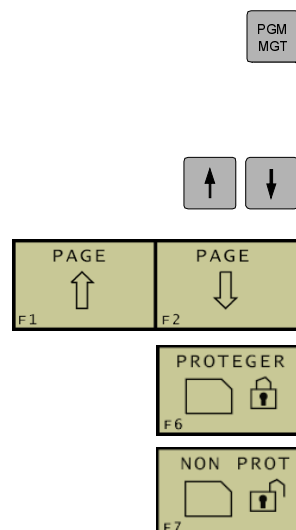 PGM
MGT
PAGE PAGE
F1 F2
PROTEGER
F6
NON PROT
F7